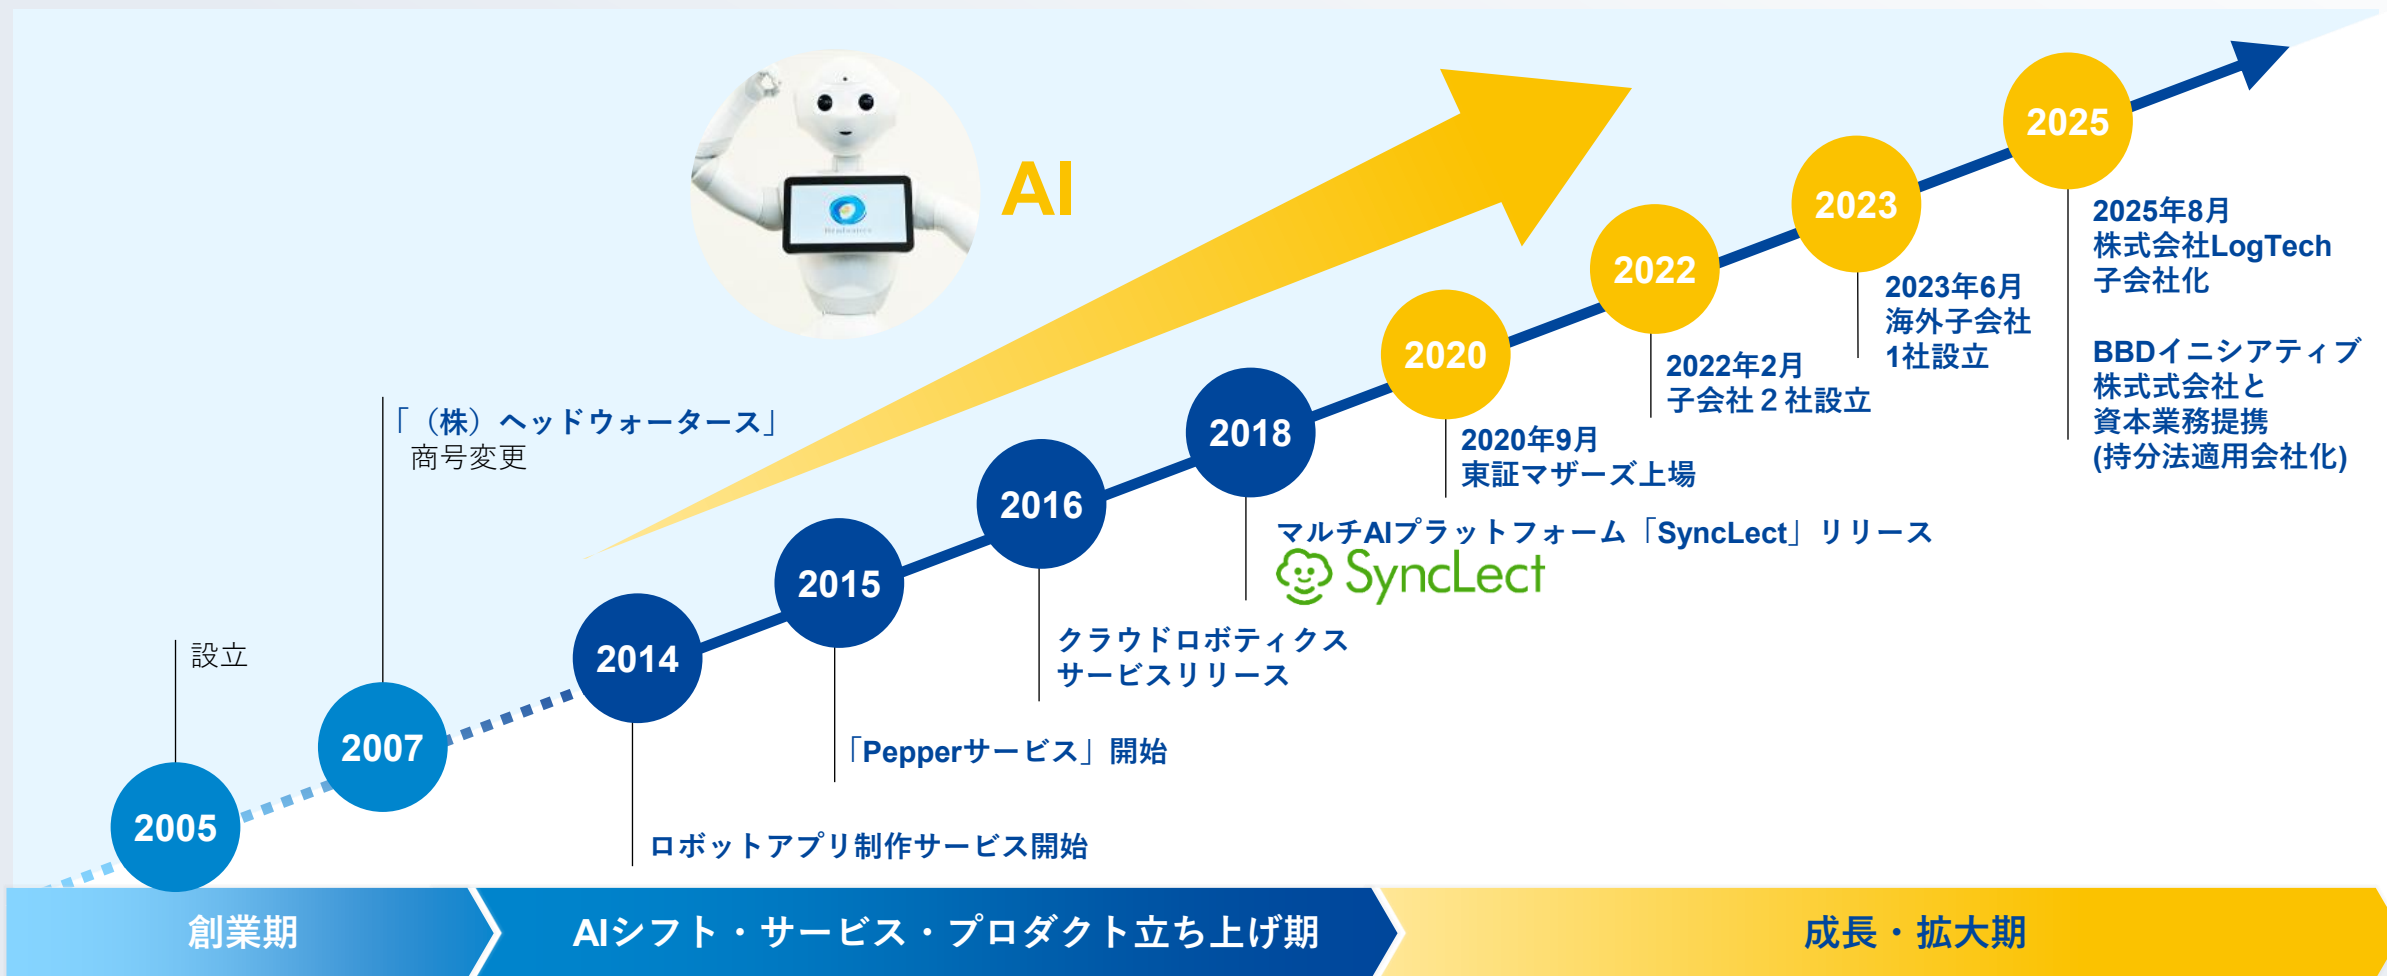 AI
2005
設立
2007
「（株）ヘッドウォータース」
商号変更
2014
ロボットアプリ制作サービス開始
2015
「Pepperサービス」開始
2016
クラウドロボティクス
サービスリリース
2018
マルチAIプラットフォーム「SyncLect」リリース
SyncLect
2020
2020年9月
東証マザーズ上場
2022
2022年2月
子会社２社設立
2023
2023年6月
海外子会社
1社設立
2025
2025年8月
株式会社LogTech
子会社化
BBDイニシアティブ
株式式会社と
資本業務提携
(持分法適用会社化)
創業期
AIシフト・サービス・プロダクト立ち上げ期
成長・拡大期